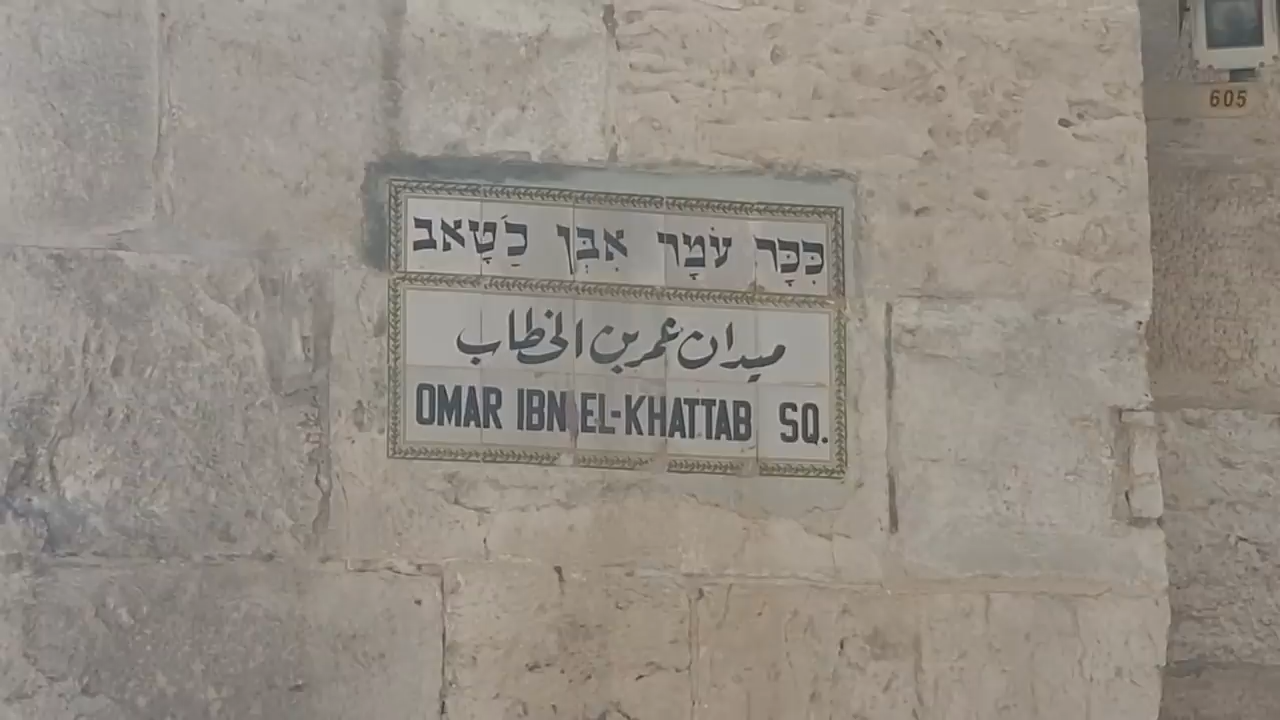 כִּכָּר עֹמָר אִבְּן כַטָאבּ
ميدان عمر بن الخطاب
OMAR IBN EL-KHATTAB SQ.
605